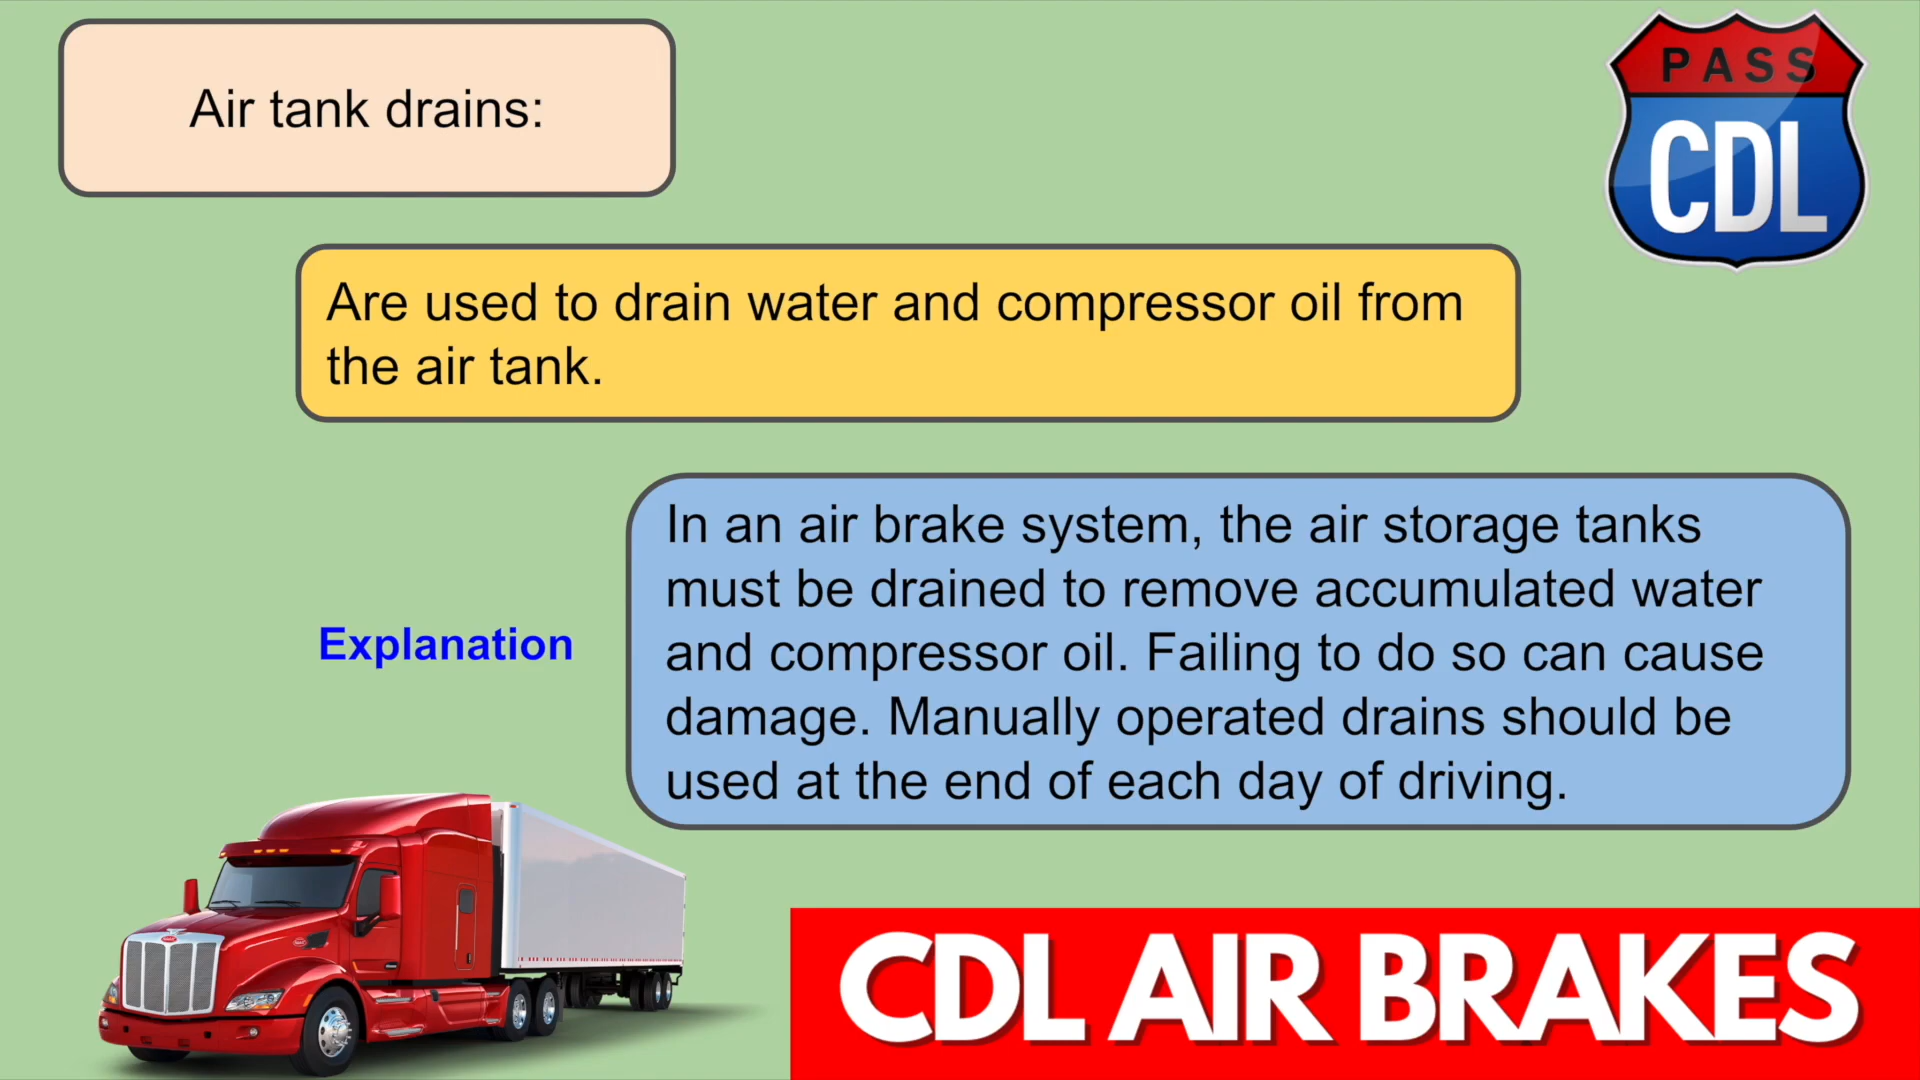 Air tank drains:
PASS
CDL
Are used to drain water and compressor oil from
the air tank.
In an air brake system, the air storage tanks
must be drained to remove accumulated water
and compressor oil. Failing to do so can cause
damage. Manually operated drains should be
used at the end of each day of driving.
Explanation
CDL AIR BRAKES